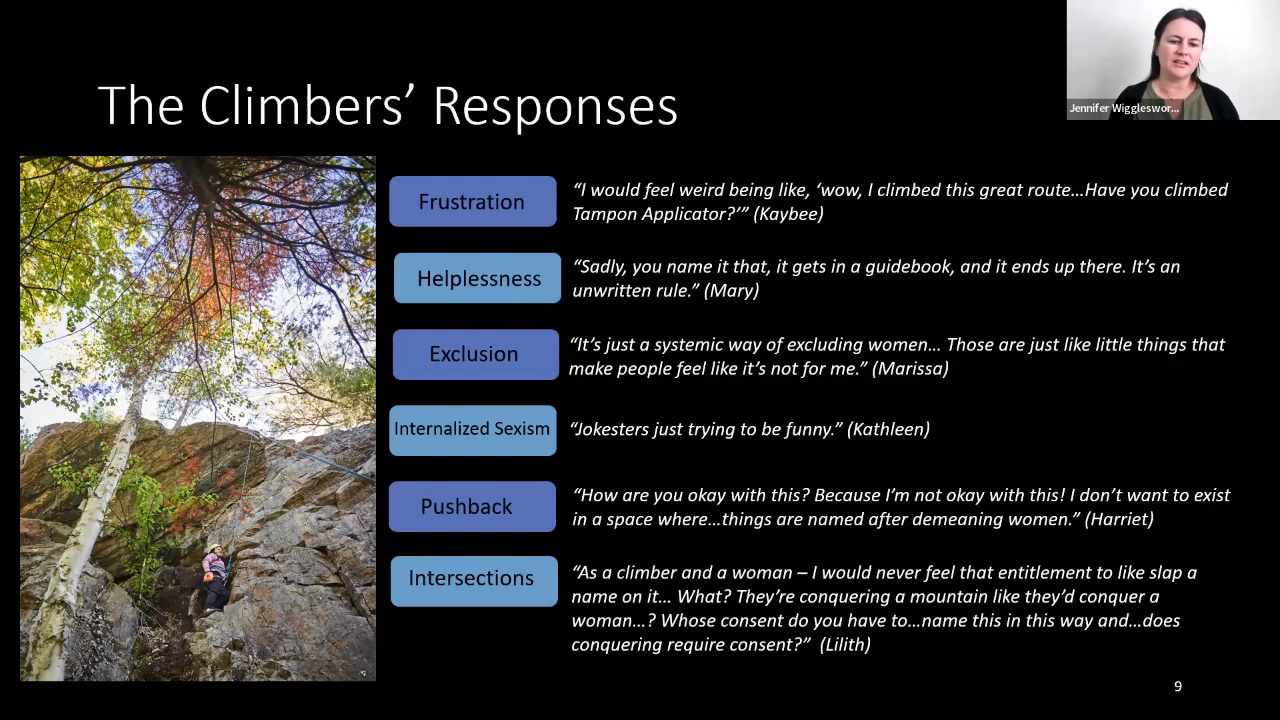 Jennifer Wiggleswor...
The Climbers’ Responses
Frustration
“I would feel weird being like, ‘wow, I climbed this great route…Have you climbed
Tampon Applicator?’” (Kaybee)
Helplessness
“Sadly, you name it that, it gets in a guidebook, and it ends up there. It’s an
unwritten rule.” (Mary)
Exclusion
“It’s just a systemic way of excluding women… Those are just like little things that
make people feel like it’s not for me.” (Marissa)
Internalized Sexism
“Jokesters just trying to be funny.” (Kathleen)
Pushback
“How are you okay with this? Because I’m not okay with this! I don’t want to exist
in a space where…things are named after demeaning women.” (Harriet)
Intersections
“As a climber and a woman – I would never feel that entitlement to like slap a
name on it… What? They’re conquering a mountain like they’d conquer a
woman…? Whose consent do you have to…name this in this way and…does
conquering require consent?” (Lilith)
9